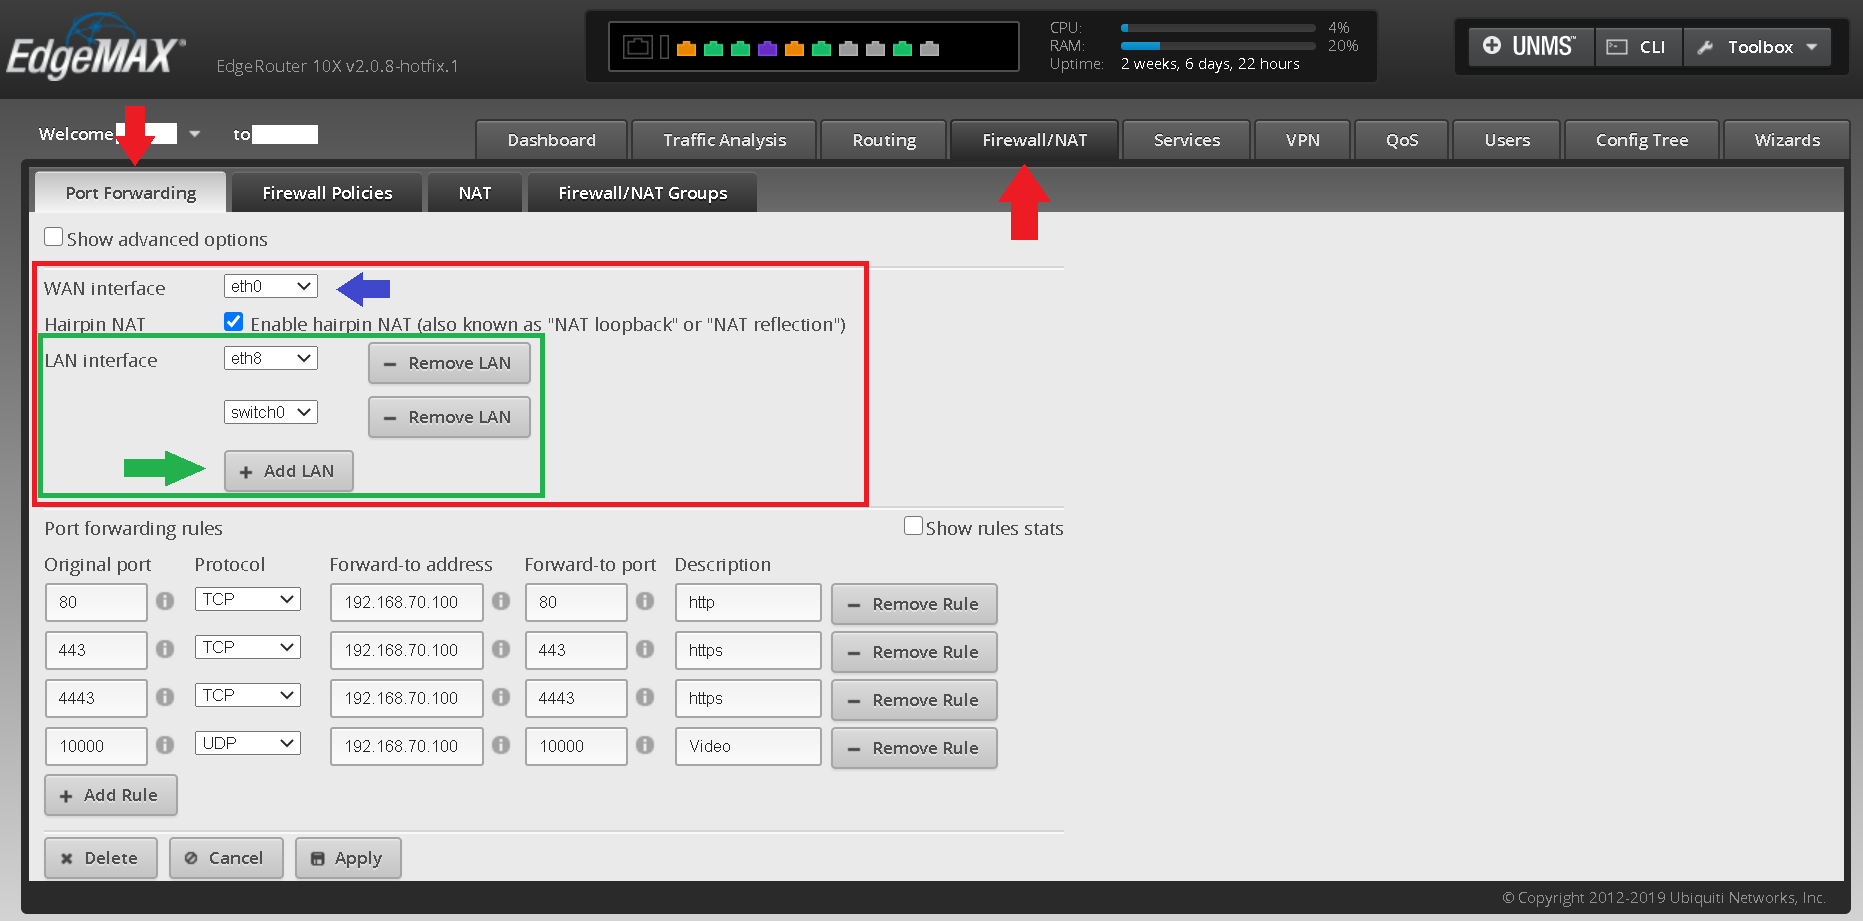 EdgeMAX®
EdgeRouter 10X v2.0.8-hotfix.1
CPU: 4%
RAM: 20%
Uptime: 2 weeks, 6 days, 22 hours
UNMS™ CLI Toolbox
Welcome to
Dashboard Traffic Analysis Routing Firewall/NAT Services VPN QoS Users Config Tree Wizards
Port Forwarding Firewall Policies NAT Firewall/NAT Groups
Show advanced options
WAN interface eth0
Hairpin NAT Enable hairpin NAT (also known as "NAT loopback" or "NAT reflection")
LAN interface eth8 − Remove LAN
switch0 − Remove LAN
+ Add LAN
Port forwarding rules Show rules stats
Original port Protocol Forward-to address Forward-to port Description
80 TCP 192.168.70.100 80 http − Remove Rule
443 TCP 192.168.70.100 443 https − Remove Rule
4443 TCP 192.168.70.100 4443 https − Remove Rule
10000 UDP 192.168.70.100 10000 Video − Remove Rule
+ Add Rule
Delete Cancel Apply
© Copyright 2012-2019 Ubiquiti Networks, Inc.